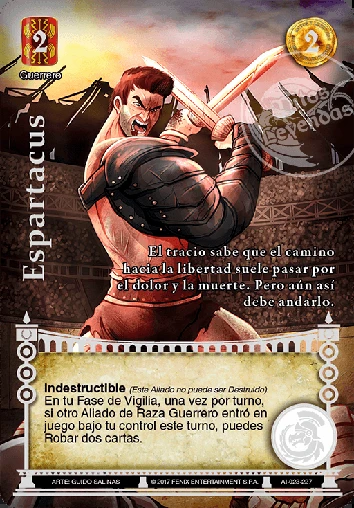 2
2
Guerrero
Mitos
y Leyendas
Espartacus
El tracio sabe que el camino
hacia la libertad suele pasar por
el dolor y la muerte. Pero aún así
debe andarlo.
Indestructible (Este Aliado no puede ser Destruido)
En tu Fase de Vigilia, una vez por turno,
si otro Aliado de Raza Guerrero entró en
juego bajo tu control este turno, puedes
Robar dos cartas.
ARTE: GUIDO SALINAS © 2017 FENIX ENTERTAINMENT S.P.A.